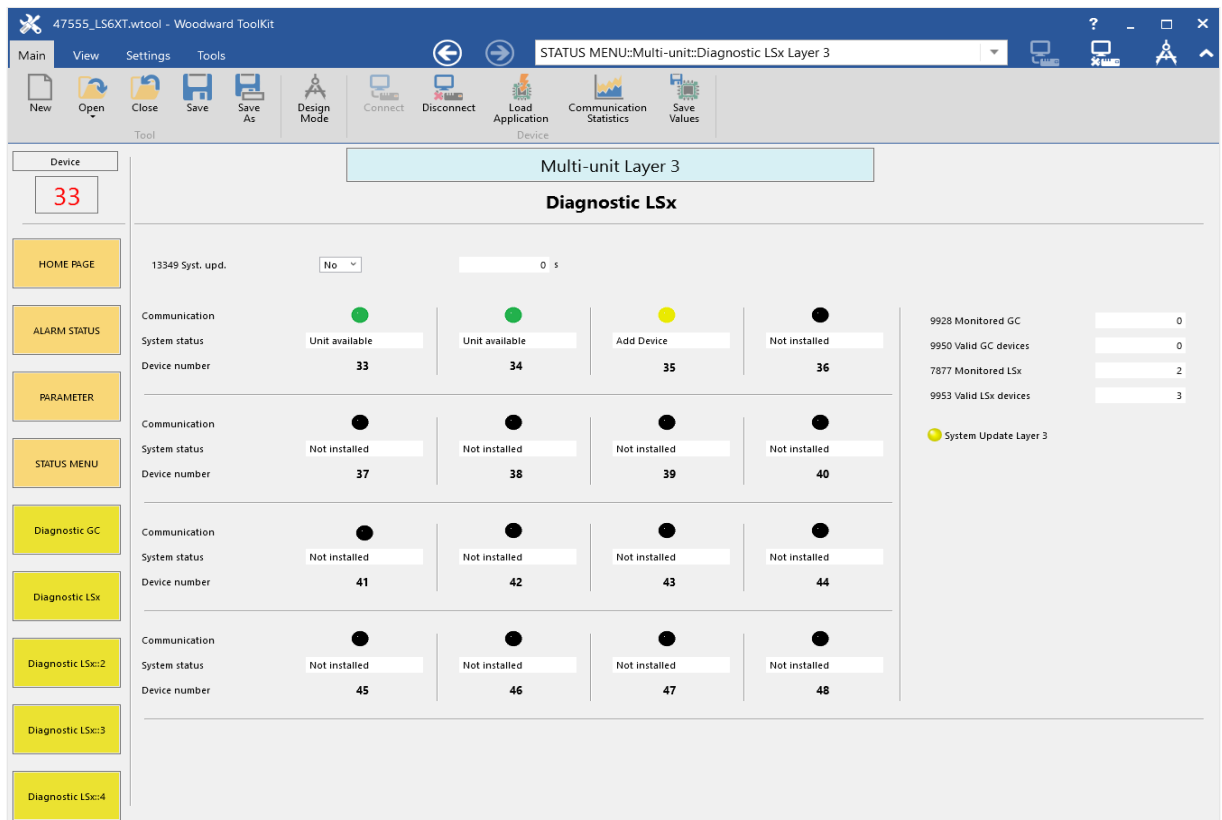 47555_LS6XT.wtool - Woodward ToolKit
?
Main View Settings Tools
STATUS MENU::Multi-unit::Diagnostic LSx Layer 3
New Open Close Save Save As Design Mode Connect Disconnect Load Application Communication Statistics Save Values
Tool Device
Device
33
HOME PAGE
ALARM STATUS
PARAMETER
STATUS MENU
Diagnostic GC
Diagnostic LSx
Diagnostic LSx::2
Diagnostic LSx::3
Diagnostic LSx::4
Multi-unit Layer 3
Diagnostic LSx
13349 Syst. upd. No 0 s
Communication
System status Unit available Unit available Add Device Not installed
Device number 33 34 35 36
Communication
System status Not installed Not installed Not installed Not installed
Device number 37 38 39 40
Communication
System status Not installed Not installed Not installed Not installed
Device number 41 42 43 44
Communication
System status Not installed Not installed Not installed Not installed
Device number 45 46 47 48
9928 Monitored GC 0
9950 Valid GC devices 0
7877 Monitored LSx 2
9953 Valid LSx devices 3
System Update Layer 3